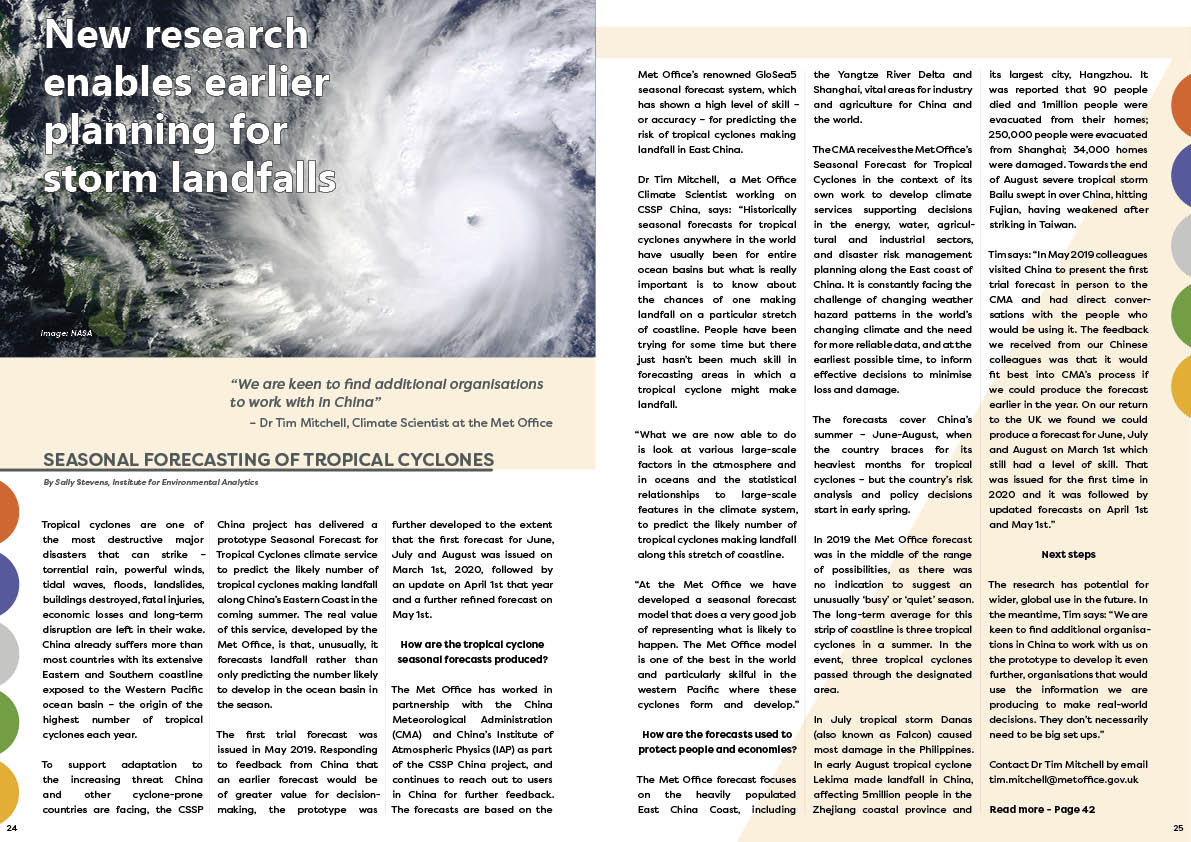 New research
enables earlier
planning for
storm landfalls
Image: NASA
“We are keen to find additional organisations
to work with in China”
– Dr Tim Mitchell, Climate Scientist at the Met Office
SEASONAL FORECASTING OF TROPICAL CYCLONES
By Sally Stevens, Institute for Environmental Analytics
Tropical cyclones are one of
the most destructive major
disasters that can strike –
torrential rain, powerful winds,
tidal waves, floods, landslides,
buildings destroyed, fatal injuries,
economic losses and long-term
disruption are left in their wake.
China already suffers more than
most countries with its extensive
Eastern and Southern coastline
exposed to the Western Pacific
ocean basin – the origin of the
highest number of tropical
cyclones each year.
To support adaptation to
the increasing threat China
and other cyclone-prone
countries are facing, the CSSP
China project has delivered a
prototype Seasonal Forecast for
Tropical Cyclones climate service
to predict the likely number of
tropical cyclones making landfall
along China’s Eastern Coast in the
coming summer. The real value
of this service, developed by the
Met Office, is that, unusually, it
forecasts landfall rather than
only predicting the number likely
to develop in the ocean basin in
the season.
The first trial forecast was
issued in May 2019. Responding
to feedback from China that
an earlier forecast would be
of greater value for decision-
making, the prototype was
further developed to the extent
that the first forecast for June,
July and August was issued on
March 1st, 2020, followed by
an update on April 1st that year
and a further refined forecast on
May 1st.
How are the tropical cyclone
seasonal forecasts produced?
The Met Office has worked in
partnership with the China
Meteorological Administration
(CMA) and China’s Institute of
Atmospheric Physics (IAP) as part
of the CSSP China project, and
continues to reach out to users
in China for further feedback.
The forecasts are based on the
24
Met Office’s renowned GloSea5
seasonal forecast system, which
has shown a high level of skill –
or accuracy – for predicting the
risk of tropical cyclones making
landfall in East China.
Dr Tim Mitchell, a Met Office
Climate Scientist working on
CSSP China, says: “Historically
seasonal forecasts for tropical
cyclones anywhere in the world
have usually been for entire
ocean basins but what is really
important is to know about
the chances of one making
landfall on a particular stretch
of coastline. People have been
trying for some time but there
just hasn’t been much skill in
forecasting areas in which a
tropical cyclone might make
landfall.
“What we are now able to do
is look at various large-scale
factors in the atmosphere and
in oceans and the statistical
relationships to large-scale
features in the climate system,
to predict the likely number of
tropical cyclones making landfall
along this stretch of coastline.
“At the Met Office we have
developed a seasonal forecast
model that does a very good job
of representing what is likely to
happen. The Met Office model
is one of the best in the world
and particularly skilful in the
western Pacific where these
cyclones form and develop.”
How are the forecasts used to
protect people and economies?
The Met Office forecast focuses
on the heavily populated
East China Coast, including
the Yangtze River Delta and
Shanghai, vital areas for industry
and agriculture for China and
the world.
The CMA receives the Met Office’s
Seasonal Forecast for Tropical
Cyclones in the context of its
own work to develop climate
services supporting decisions
in the energy, water, agricul-
tural and industrial sectors,
and disaster risk management
planning along the East coast of
China. It is constantly facing the
challenge of changing weather
hazard patterns in the world’s
changing climate and the need
for more reliable data, and at the
earliest possible time, to inform
effective decisions to minimise
loss and damage.
The forecasts cover China’s
summer – June-August, when
the country braces for its
heaviest months for tropical
cyclones – but the country’s risk
analysis and policy decisions
start in early spring.
In 2019 the Met Office forecast
was in the middle of the range
of possibilities, as there was
no indication to suggest an
unusually ‘busy’ or ‘quiet’ season.
The long-term average for this
strip of coastline is three tropical
cyclones in a summer. In the
event, three tropical cyclones
passed through the designated
area.
In July tropical storm Danas
(also known as Falcon) caused
most damage in the Philippines.
In early August tropical cyclone
Lekima made landfall in China,
affecting 5million people in the
Zhejiang coastal province and
its largest city, Hangzhou. It
was reported that 90 people
died and 1million people were
evacuated from their homes;
250,000 people were evacuated
from Shanghai; 34,000 homes
were damaged. Towards the end
of August severe tropical storm
Bailu swept in over China, hitting
Fujian, having weakened after
striking in Taiwan.
Tim says: “In May 2019 colleagues
visited China to present the first
trial forecast in person to the
CMA and had direct conver-
sations with the people who
would be using it. The feedback
we received from our Chinese
colleagues was that it would
fit best into CMA’s process if
we could produce the forecast
earlier in the year. On our return
to the UK we found we could
produce a forecast for June, July
and August on March 1st which
still had a level of skill. That
was issued for the first time in
2020 and it was followed by
updated forecasts on April 1st
and May 1st.”
Next steps
The research has potential for
wider, global use in the future. In
the meantime, Tim says: “We are
keen to find additional organisa-
tions in China to work with us on
the prototype to develop it even
further, organisations that would
use the information we are
producing to make real-world
decisions. They don’t necessarily
need to be big set ups.”
Contact Dr Tim Mitchell by email
tim.mitchell@metoffice.gov.uk
Read more - Page 42
25